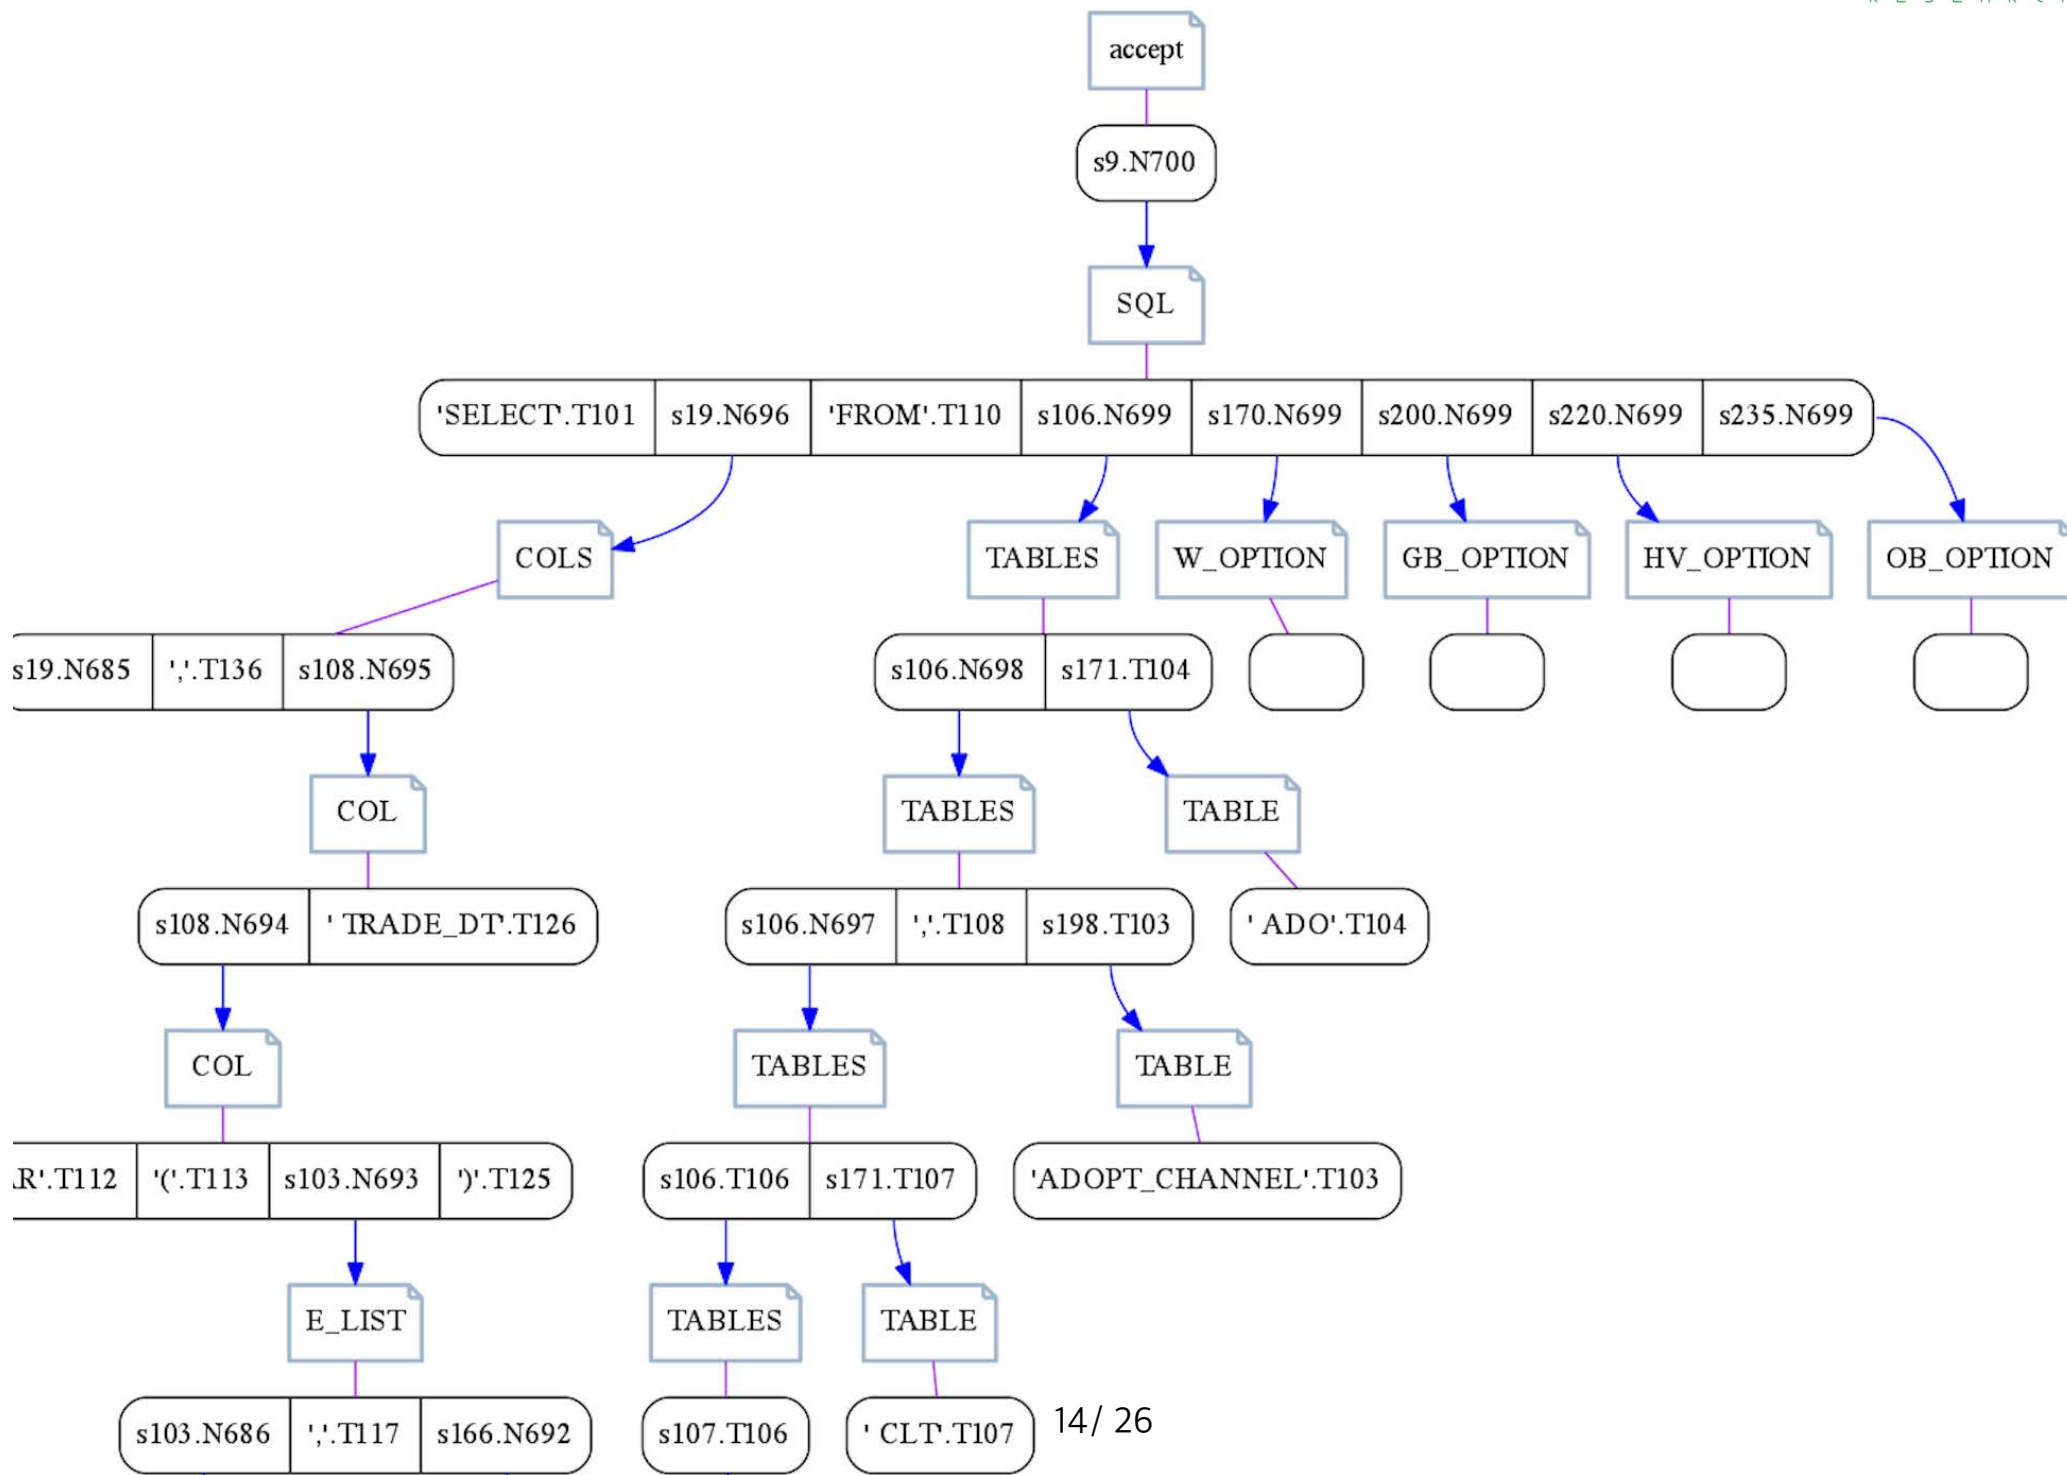 accept
s9.N700
SQL
'SELECT'.T101 s19.N696 'FROM'.T110 s106.N699 s170.N699 s200.N699 s220.N699 s235.N699
COLS TABLES W_OPTION GB_OPTION HV_OPTION OB_OPTION
s19.N685 ','.T136 s108.N695 s106.N698 s171.T104
COL TABLES TABLE
s108.N694 ' TRADE_DT'.T126 s106.N697 ','.T108 s198.T103 ' ADO'.T104
COL TABLES TABLE
R'.T112 '('.T113 s103.N693 ')'.T125 s106.T106 s171.T107 'ADOPT_CHANNEL'.T103
E_LIST TABLES TABLE
s103.N686 ','.T117 s166.N692 s107.T106 ' CLT'.T107 14/ 26